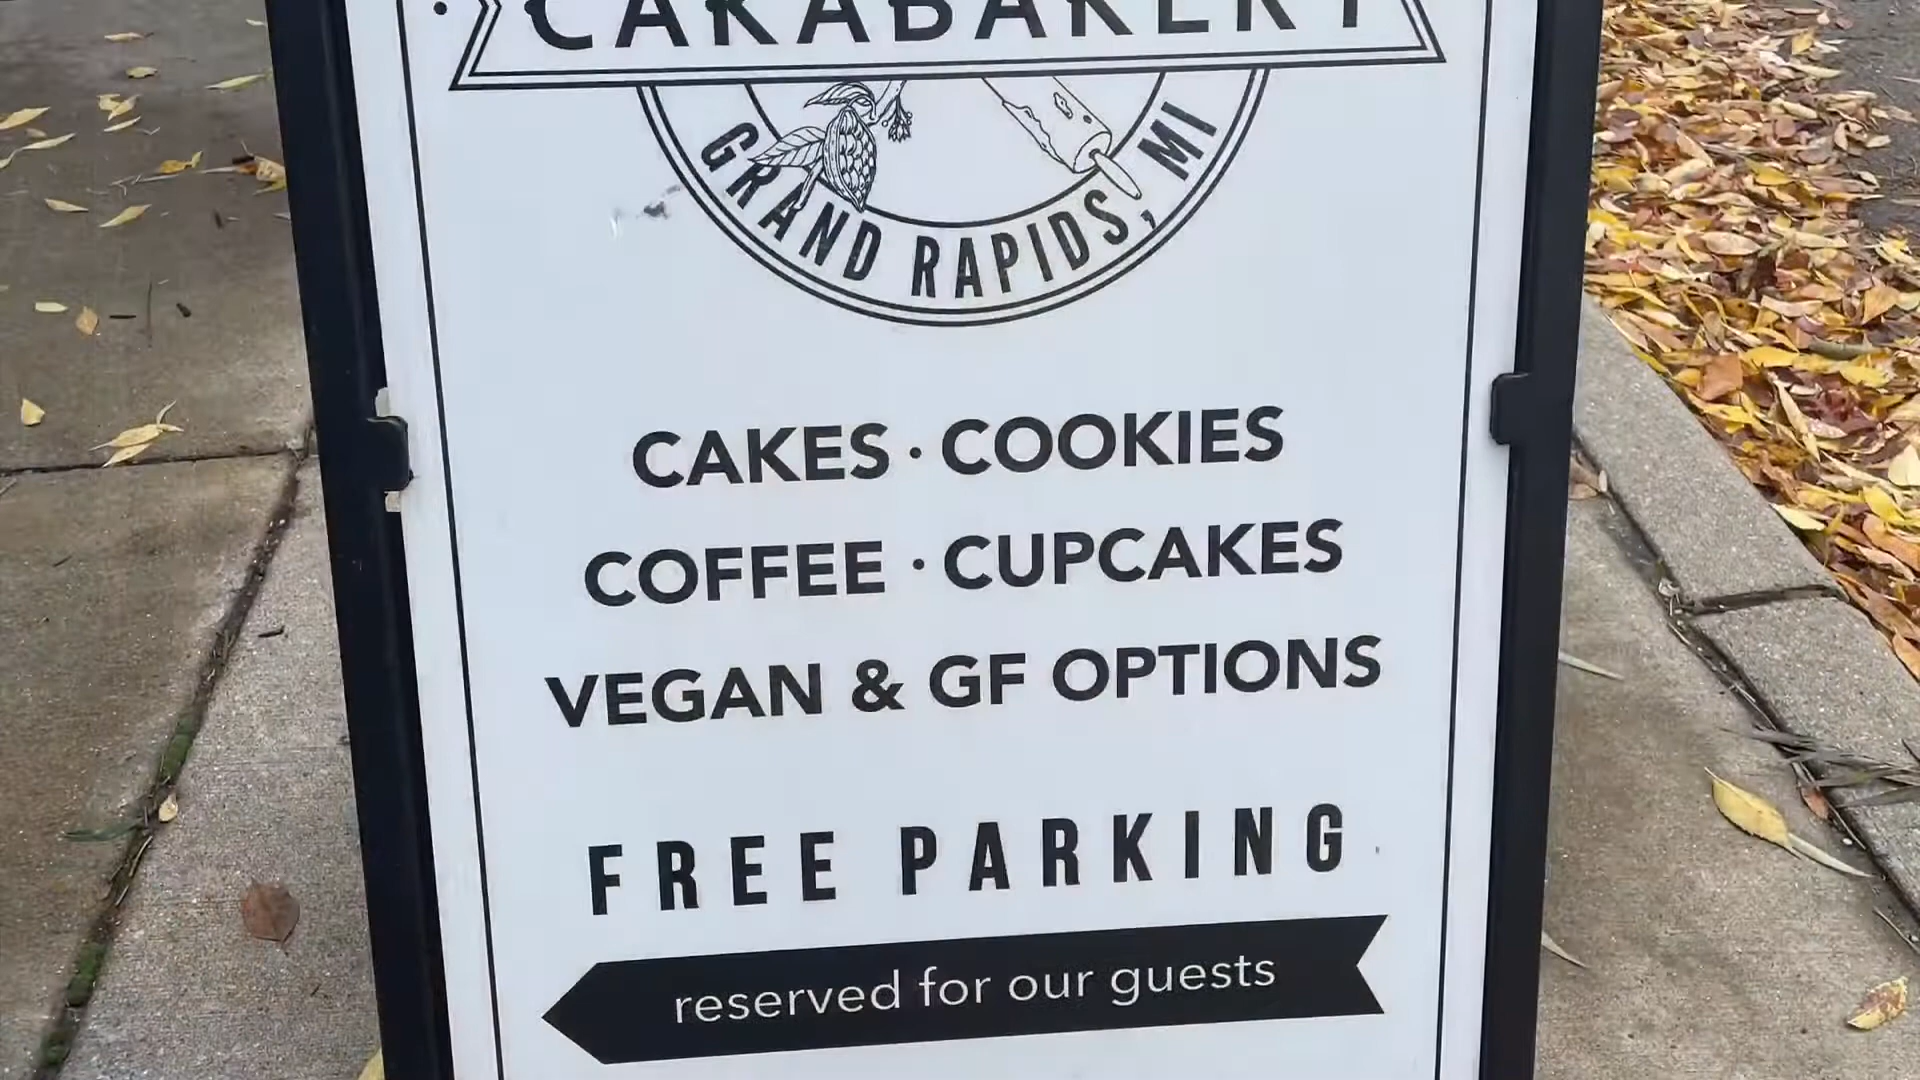 CAKABAKERY
GRAND RAPIDS, MI
CAKES · COOKIES
COFFEE · CUPCAKES
VEGAN & GF OPTIONS
FREE PARKING
reserved for our guests